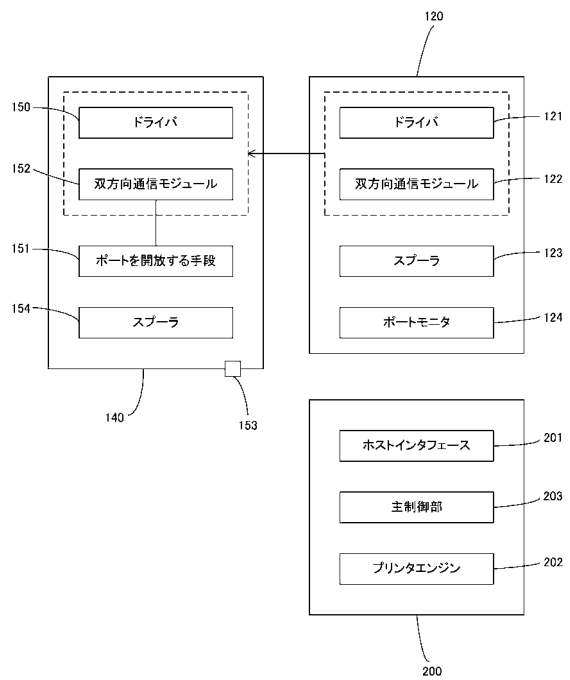 120
150
ドライバ
ドライバ
121
152
双方向通信モジュール
双方向通信モジュール
122
151
ポートを開放する手段
スプーラ
123
154
スプーラ
ポートモニタ
124
140
153
ホストインタフェース
201
主制御部
203
プリンタエンジン
202
200